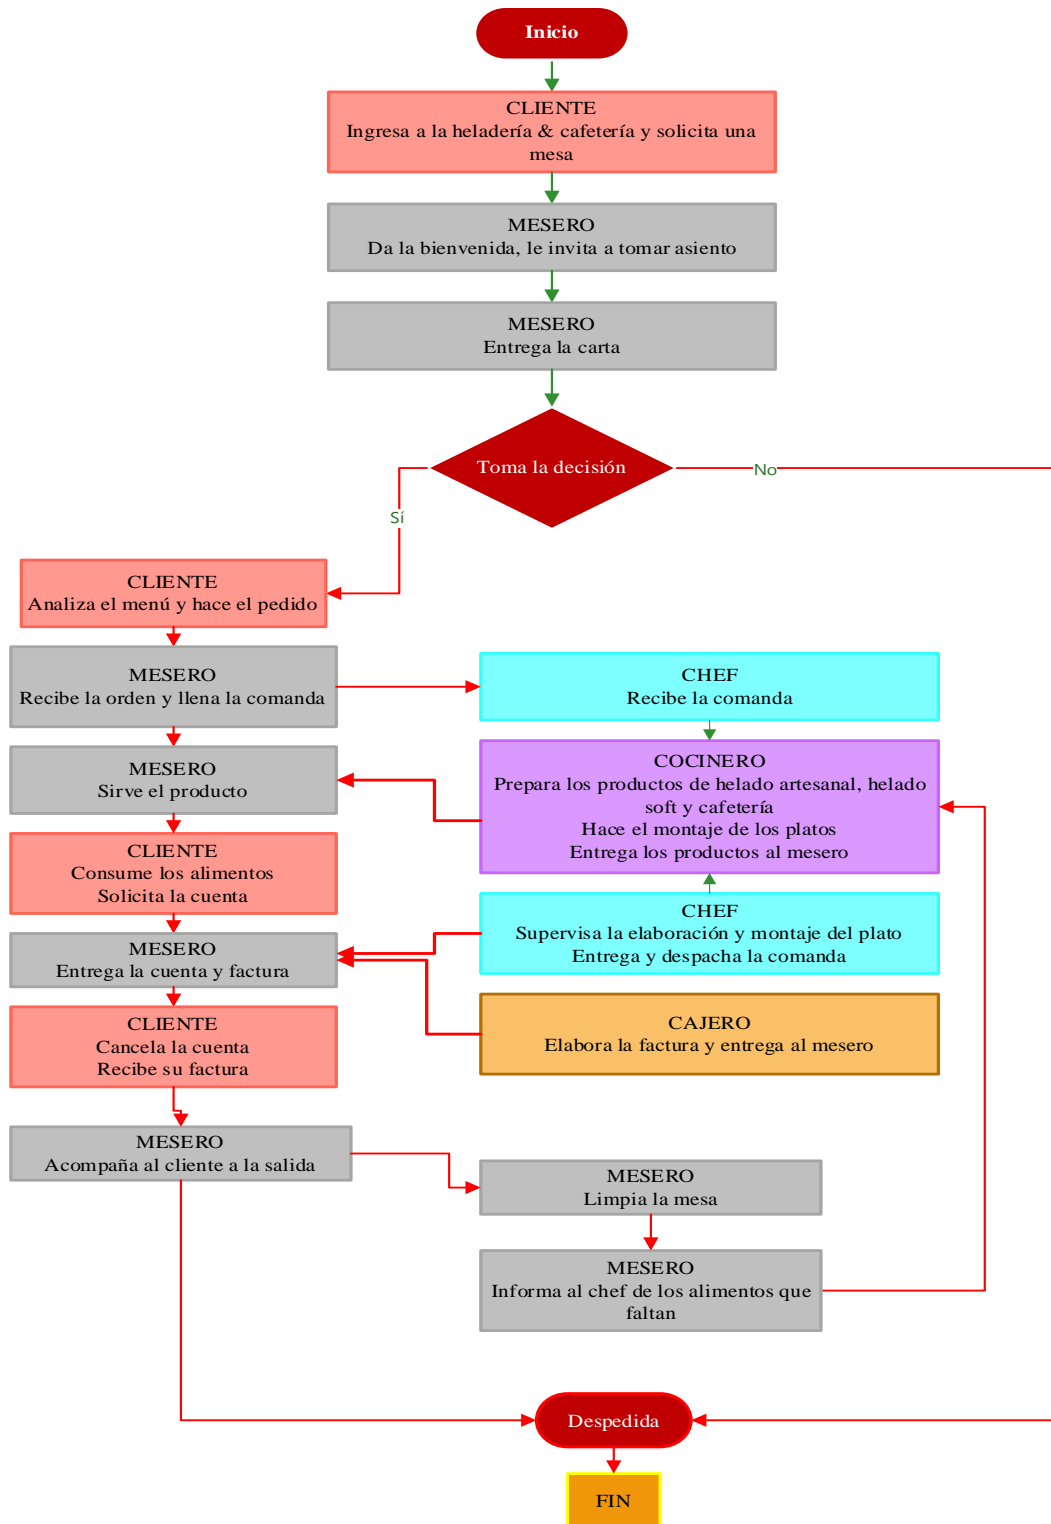 Inicio
CLIENTE
Ingresa a la heladería & cafetería y solicita una
mesa
MESERO
Da la bienvenida, le invita a tomar asiento
MESERO
Entrega la carta
Toma la decisión
No
Sí
CLIENTE
Analiza el menú y hace el pedido
MESERO
Recibe la orden y llena la comanda
CHEF
Recibe la comanda
MESERO
Sirve el producto
COCINERO
Prepara los productos de helado artesanal, helado
soft y cafetería
Hace el montaje de los platos
Entrega los productos al mesero
CLIENTE
Consume los alimentos
Solicita la cuenta
CHEF
Supervisa la elaboración y montaje del plato
Entrega y despacha la comanda
MESERO
Entrega la cuenta y factura
CLIENTE
Cancela la cuenta
Recibe su factura
CAJERO
Elabora la factura y entrega al mesero
MESERO
Acompaña al cliente a la salida
MESERO
Limpia la mesa
MESERO
Informa al chef de los alimentos que
faltan
Despedida
FIN